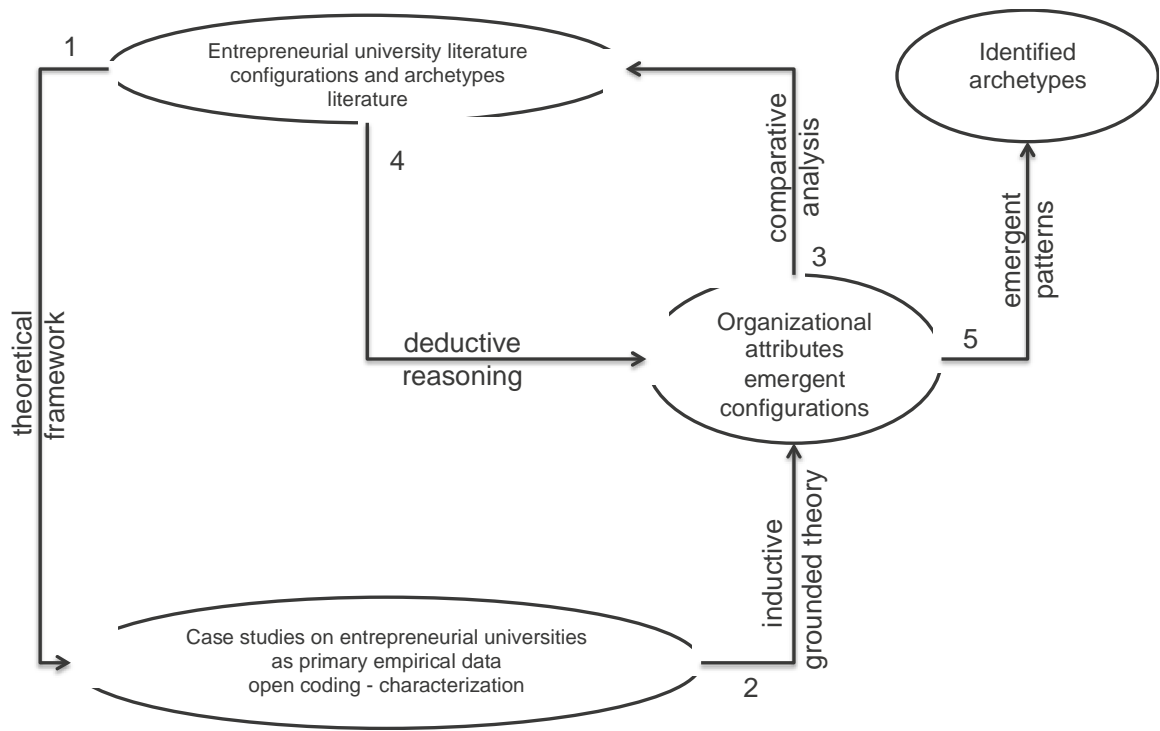 1
Entrepreneurial university literature
configurations and archetypes
literature
Identified
archetypes
4
comparative
analysis
emergent
patterns
3
theoretical
framework
deductive
reasoning
Organizational
attributes
emergent
configurations
5
inductive
grounded theory
Case studies on entrepreneurial universities
as primary empirical data
open coding - characterization
2